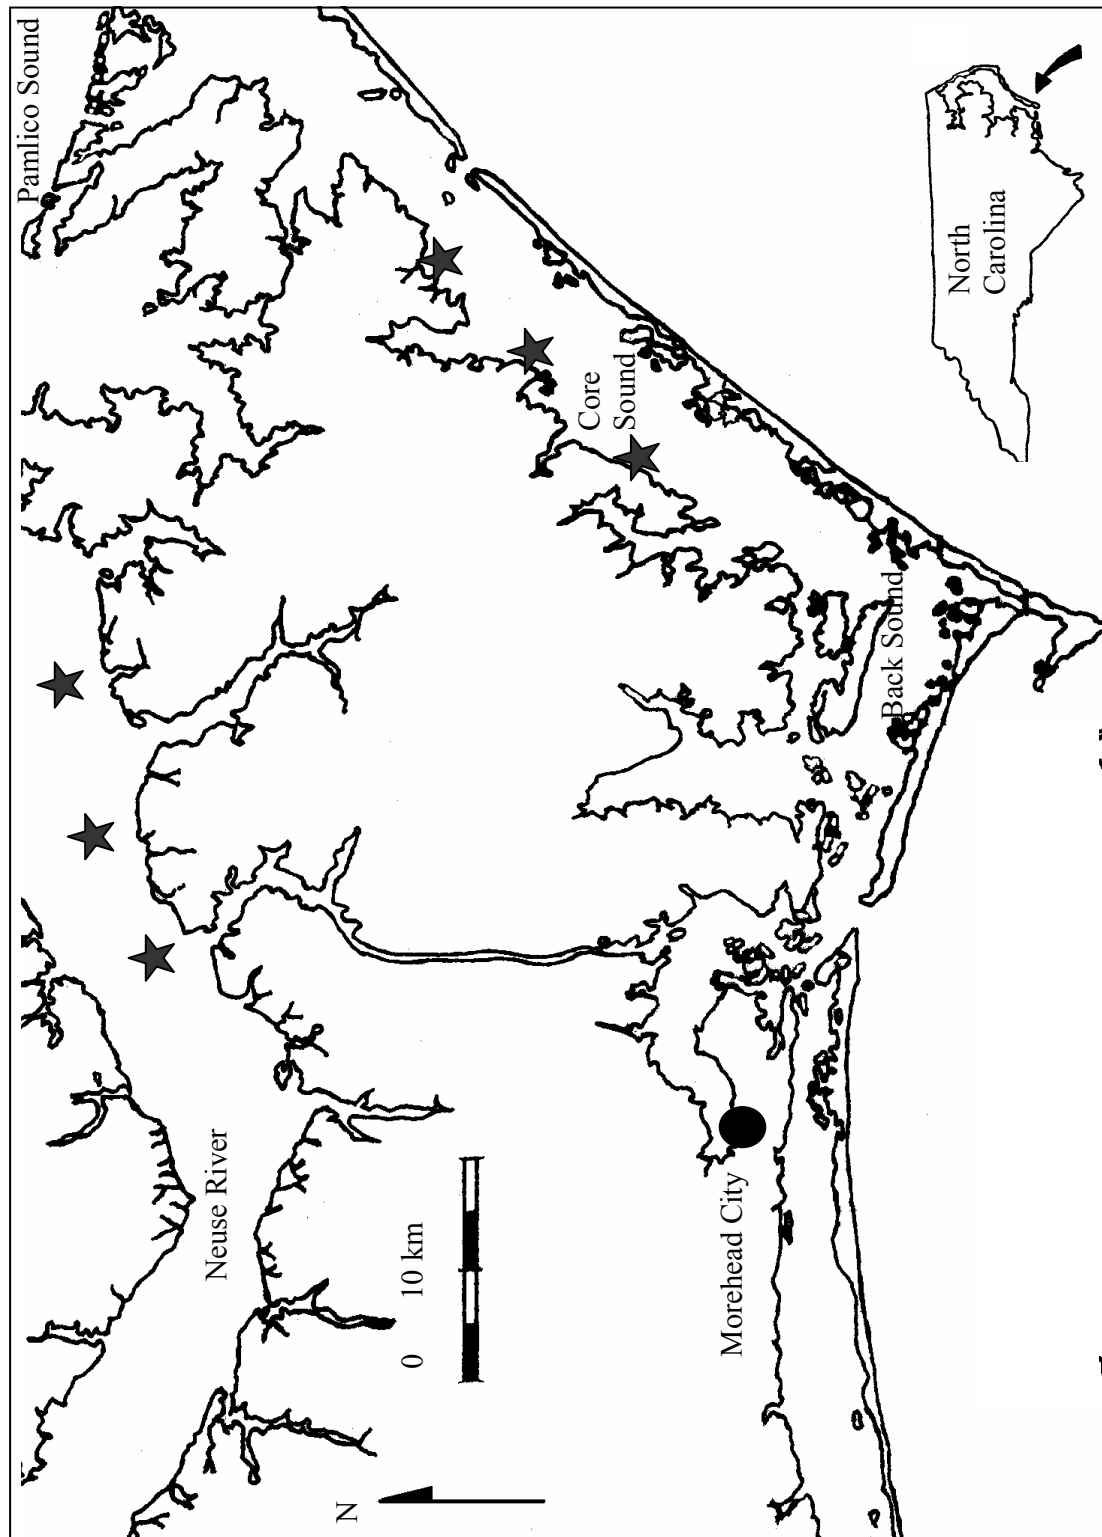 Pamlico Sound
North
Carolina
Core
Sound
Back Sound
Neuse River
0 10 km
Morehead City
N